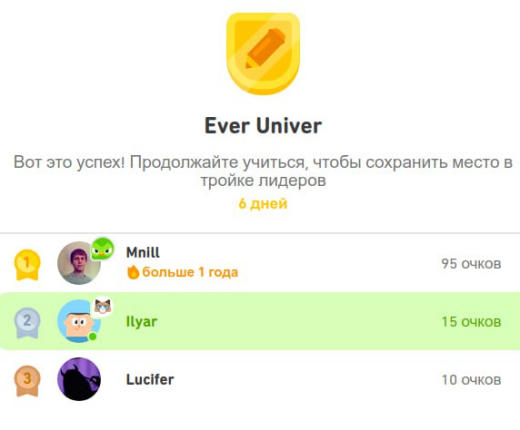 Ever Univer
Вот это успех! Продолжайте учиться, чтобы сохранить место в
тройке лидеров
6 дней
1
Mnill
больше 1 года
95 очков
2
Ilyar
15 очков
3
Lucifer
10 очков